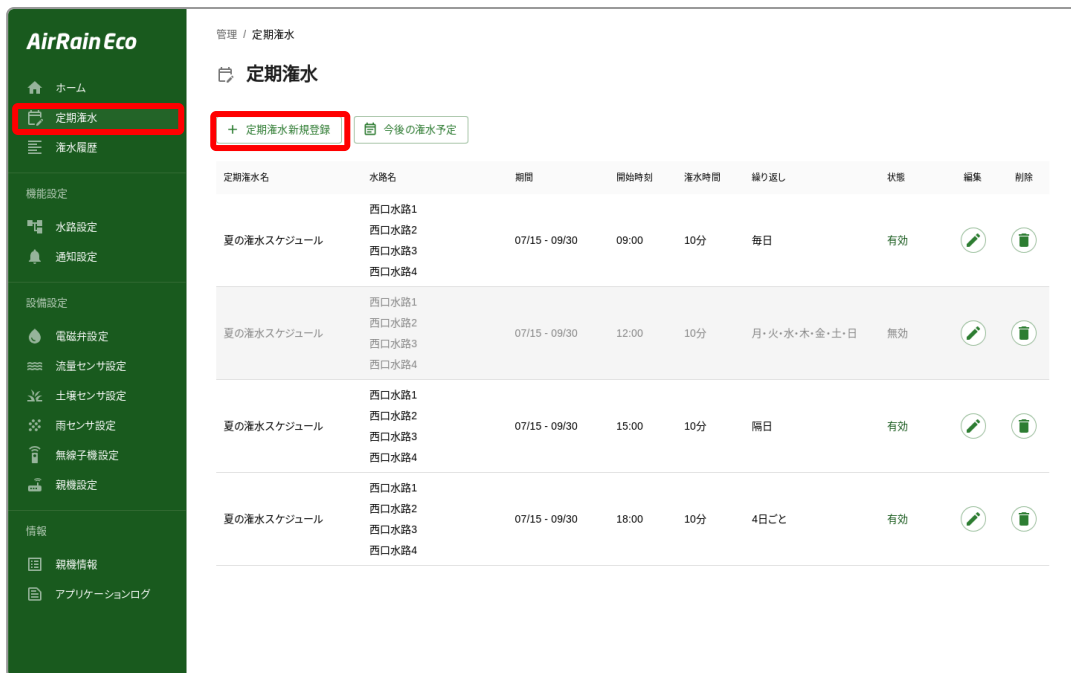 AirRain Eco
ホーム
定期潅水
潅水履歴
機能設定
水路設定
通知設定
設備設定
電磁弁設定
流量センサ設定
土壌センサ設定
雨センサ設定
無線子機設定
親機設定
情報
親機情報
アプリケーションログ
管理 / 定期潅水
定期潅水
+ 定期潅水新規登録
今後の潅水予定
定期潅水名 水路名 期間 開始時刻 潅水時間 繰り返し 状態 編集 削除
西口水路1
西口水路2
夏の潅水スケジュール 07/15 - 09/30 09:00 10分 毎日 有効
西口水路3
西口水路4
西口水路1
西口水路2
夏の潅水スケジュール 07/15 - 09/30 12:00 10分 月・火・水・木・金・土・日 無効
西口水路3
西口水路4
西口水路1
西口水路2
夏の潅水スケジュール 07/15 - 09/30 15:00 10分 隔日 有効
西口水路3
西口水路4
西口水路1
西口水路2
夏の潅水スケジュール 07/15 - 09/30 18:00 10分 4日ごと 有効
西口水路3
西口水路4